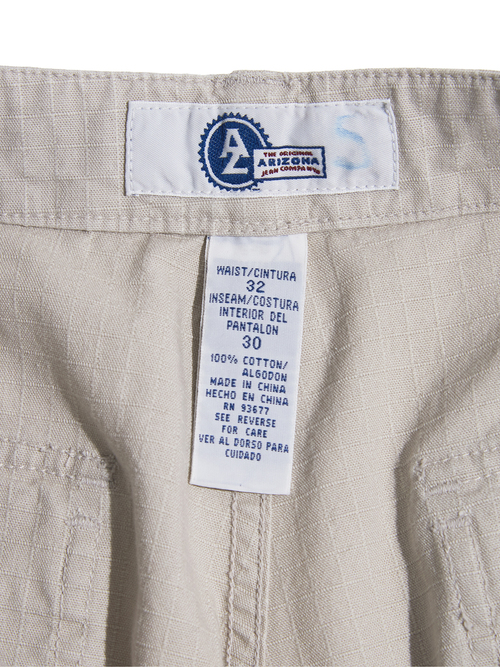 AZ
THE ORIGINAL
ARIZONA
JEAN COMPANY
S
WAIST/CINTURA
32
INSEAM/COSTURA
INTERIOR DEL
PANTALON
30
100% COTTON/
ALGODON
MADE IN CHINA
HECHO EN CHINA
RN 93677
SEE REVERSE
FOR CARE
VER AL DORSO PARA
CUIDADO